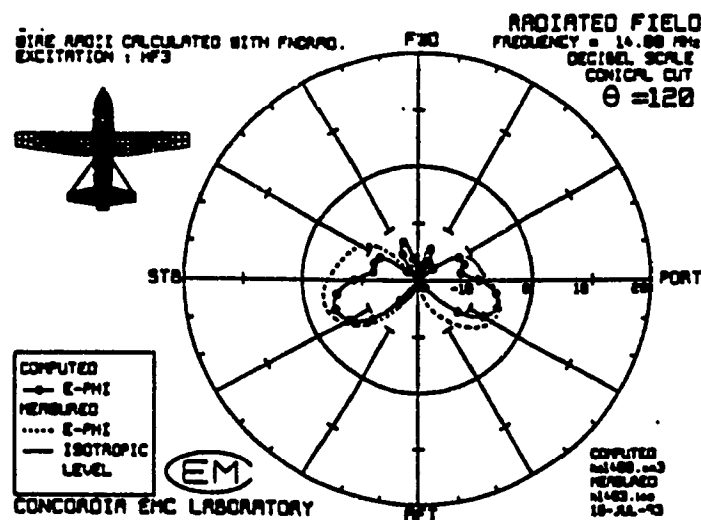 WIRE RADII CALCULATED WITH FNDRAD.
EXCITATION : HF3
RADIATED FIELD
FREQUENCY = 14.00 MHz
DECIBEL SCALE
CONICAL CUT
Θ =120
FWD
STB
PORT
-10
0
10
20
AFT
COMPUTED
E-PHI
MEASURED
E-PHI
ISOTROPIC
LEVEL
EMC
CONCORDIA EMC LABORATORY
COMPUTED
MEASURED
-JUL-93